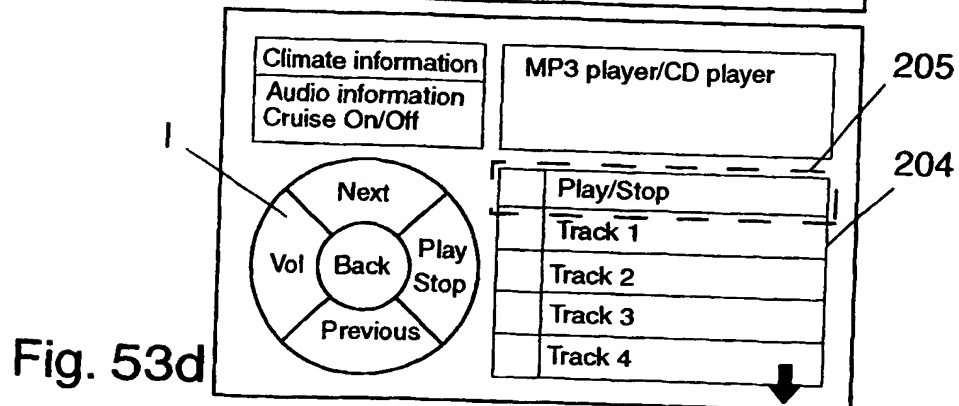 Climate information
Audio information
Cruise On/Off
MP3 player/CD player
205
204
I
Next
Vol
Back
Play
Stop
Previous
Play/Stop
Track 1
Track 2
Track 3
Track 4
Fig. 53d